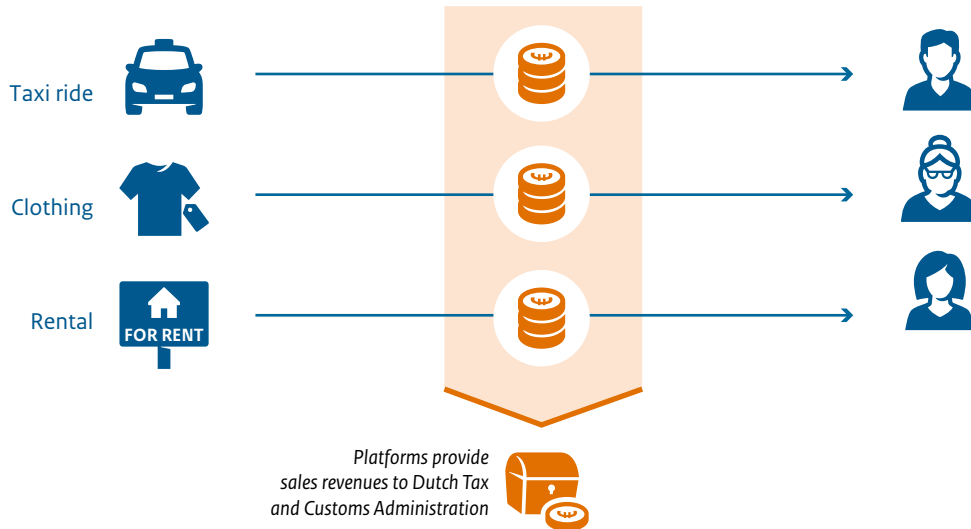 Taxi ride
Clothing
Rental
FOR RENT
Platforms provide
sales revenues to Dutch Tax
and Customs Administration